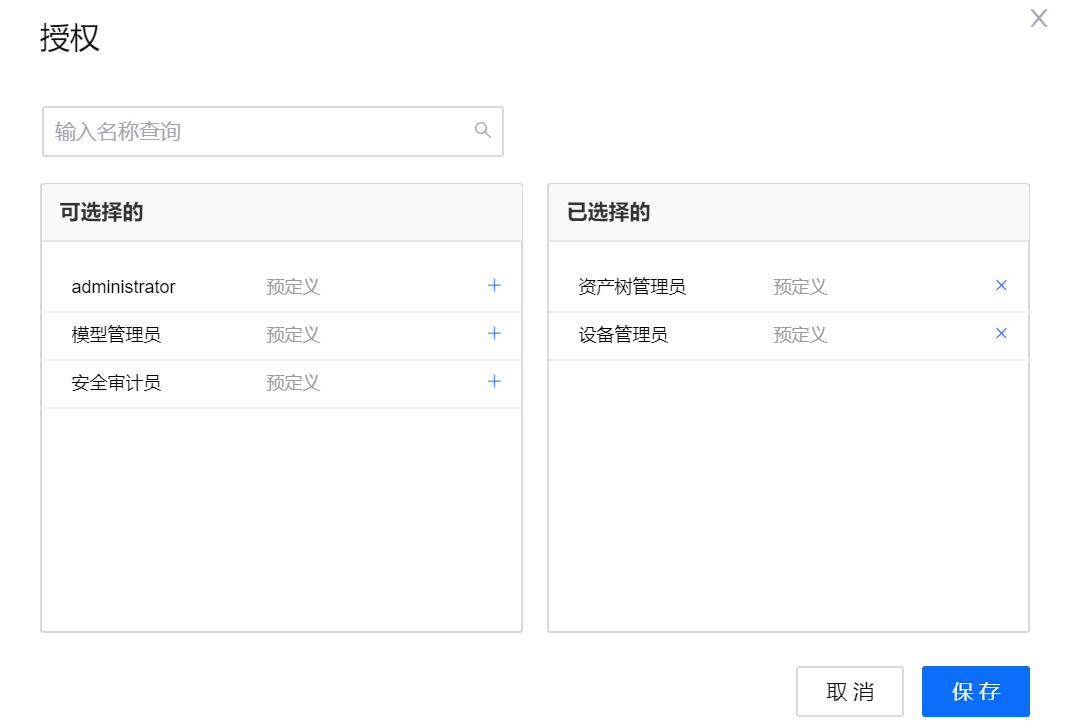 授权
输入名称查询
可选择的
administrator 预定义
模型管理员 预定义
安全审计员 预定义
已选择的
资产树管理员 预定义
设备管理员 预定义
取消 保存